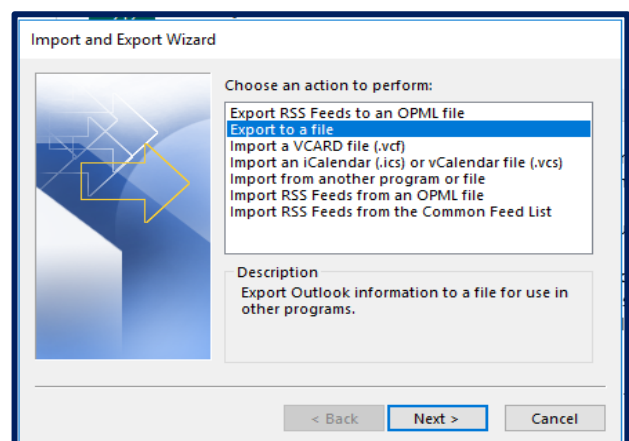 Import and Export Wizard
Choose an action to perform:
Export RSS Feeds to an OPML file
Export to a file
Import a VCARD file (.vcf)
Import an iCalendar (.ics) or vCalendar file (.vcs)
Import from another program or file
Import RSS Feeds from an OPML file
Import RSS Feeds from the Common Feed List
Description
Export Outlook information to a file for use in
other programs.
< Back Next > Cancel